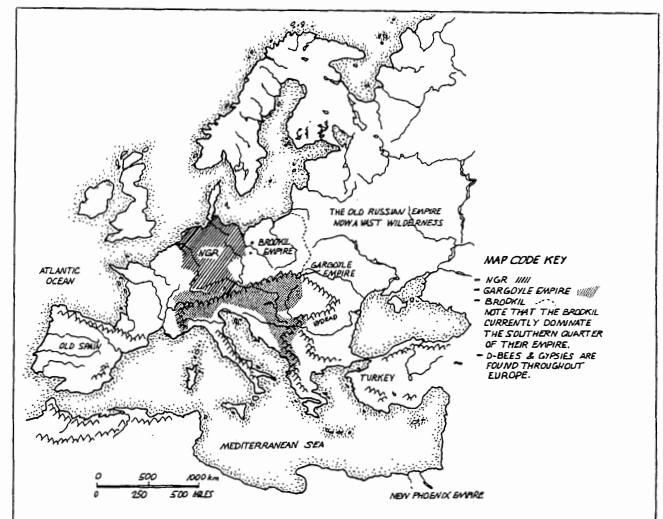 THE OLD RUSSIAN EMPIRE
NOW A VAST WILDERNESS
NGR
BRODKIL
EMPIRE
GARGOYLE
EMPIRE
ATLANTIC
OCEAN
OLD SPAIN
TURKEY
MEDITERRANEAN SEA
NEW PHOENIX EMPIRE
0 500 1000 km
0 250 500 MILES
MAP CODE KEY
- NGR
- GARGOYLE EMPIRE
- BRODKIL
NOTE THAT THE BRODKIL
CURRENTLY DOMINATE
THE SOUTHERN QUARTER
OF THEIR EMPIRE.
- D-BEES & GYPSIES ARE
FOUND THROUGHOUT
EUROPE.